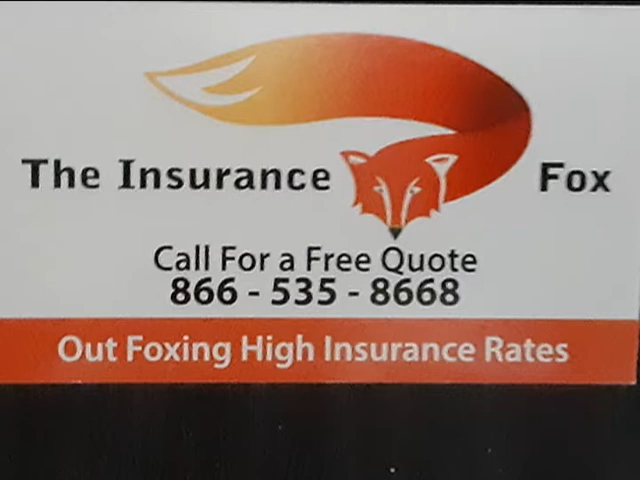 The Insurance Fox
Call For a Free Quote
866 - 535 - 8668
Out Foxing High Insurance Rates